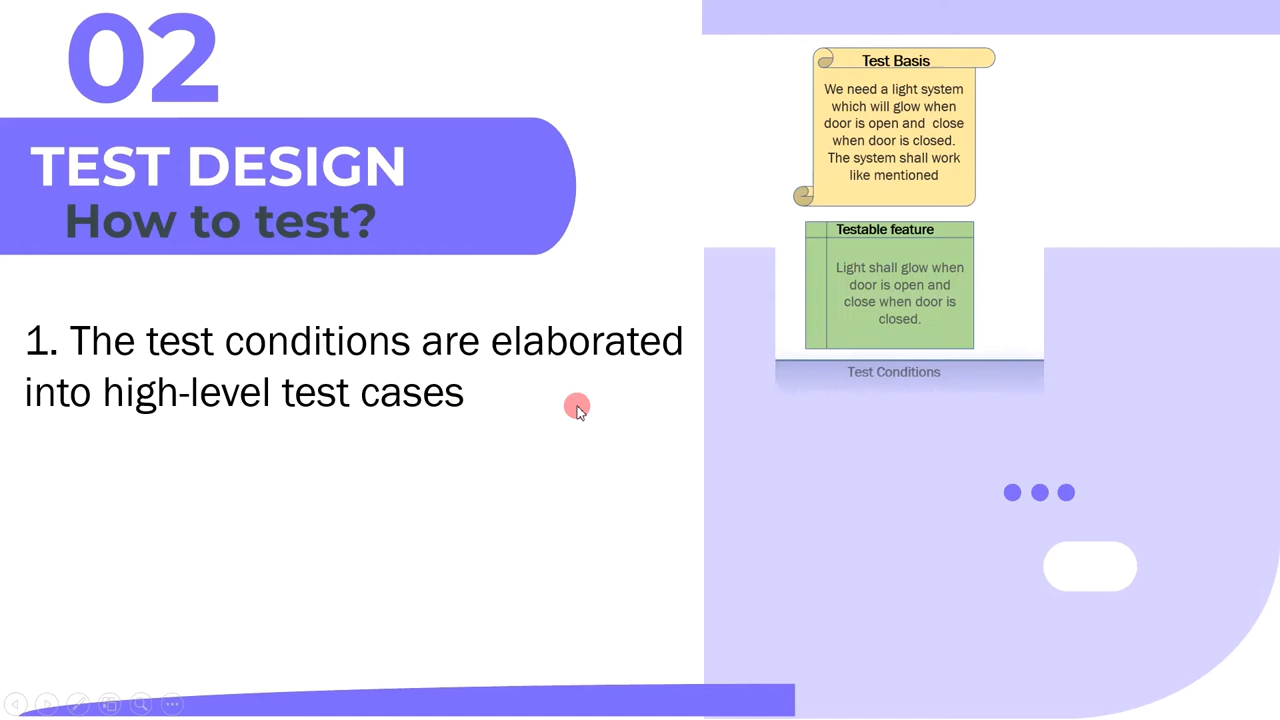 02
TEST DESIGN
How to test?
1. The test conditions are elaborated
into high-level test cases
Test Basis
We need a light system
which will glow when
door is open and close
when door is closed.
The system shall work
like mentioned
Testable feature
Light shall glow when
door is open and
close when door is
closed.
Test Conditions